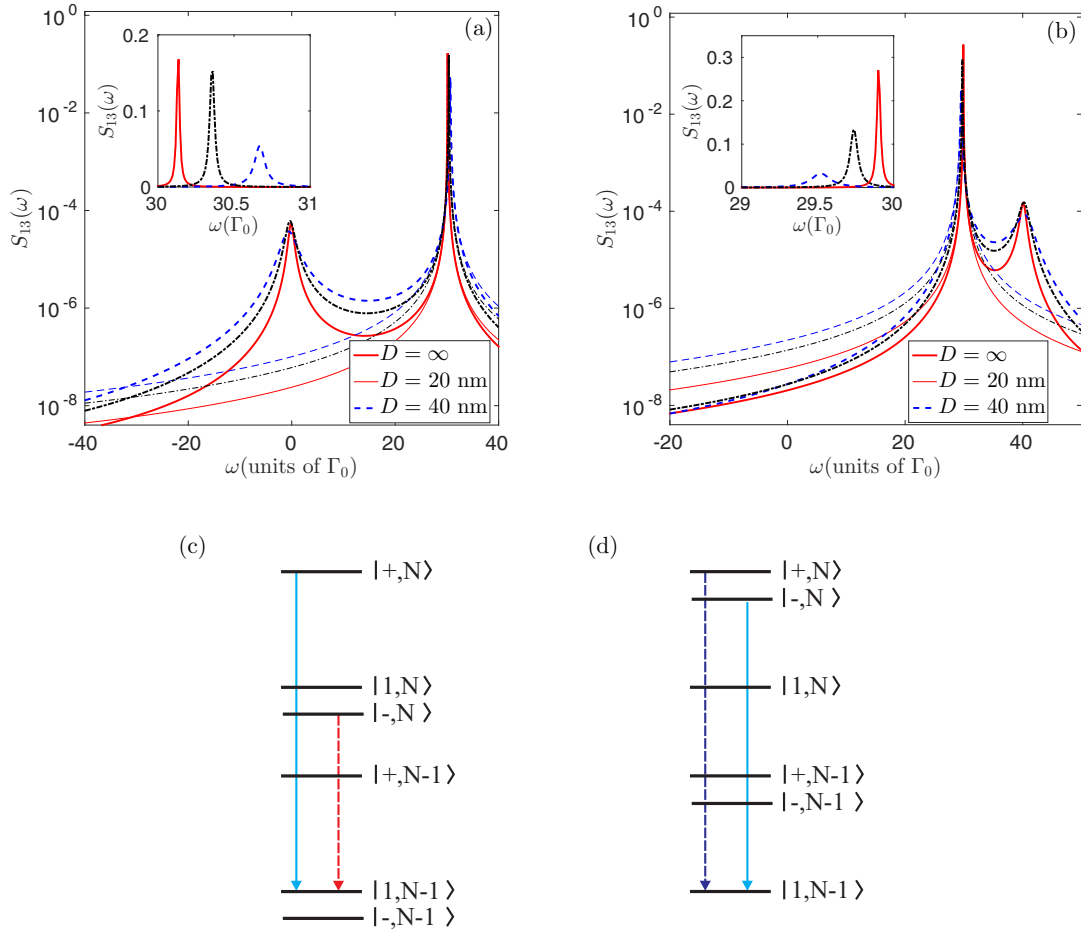 (a)
10^0
10^-2
10^-4
10^-6
10^-8
S_13(ω)
-40
-20
0
20
40
ω(units of Γ_0)
0.2
0.1
0
S_13(ω)
30
30.5
31
ω(Γ_0)
D = ∞
D = 20 nm
D = 40 nm
(b)
10^0
10^-2
10^-4
10^-6
10^-8
S_13(ω)
-20
0
20
40
ω(units of Γ_0)
0.3
0.2
0.1
0
S_13(ω)
29
29.5
30
ω(Γ_0)
D = ∞
D = 20 nm
D = 40 nm
(c)
|+,N⟩
|1,N⟩
|-,N⟩
|+,N-1⟩
|1,N-1⟩
|-,N-1⟩
(d)
|+,N⟩
|-,N⟩
|1,N⟩
|+,N-1⟩
|-,N-1⟩
|1,N-1⟩